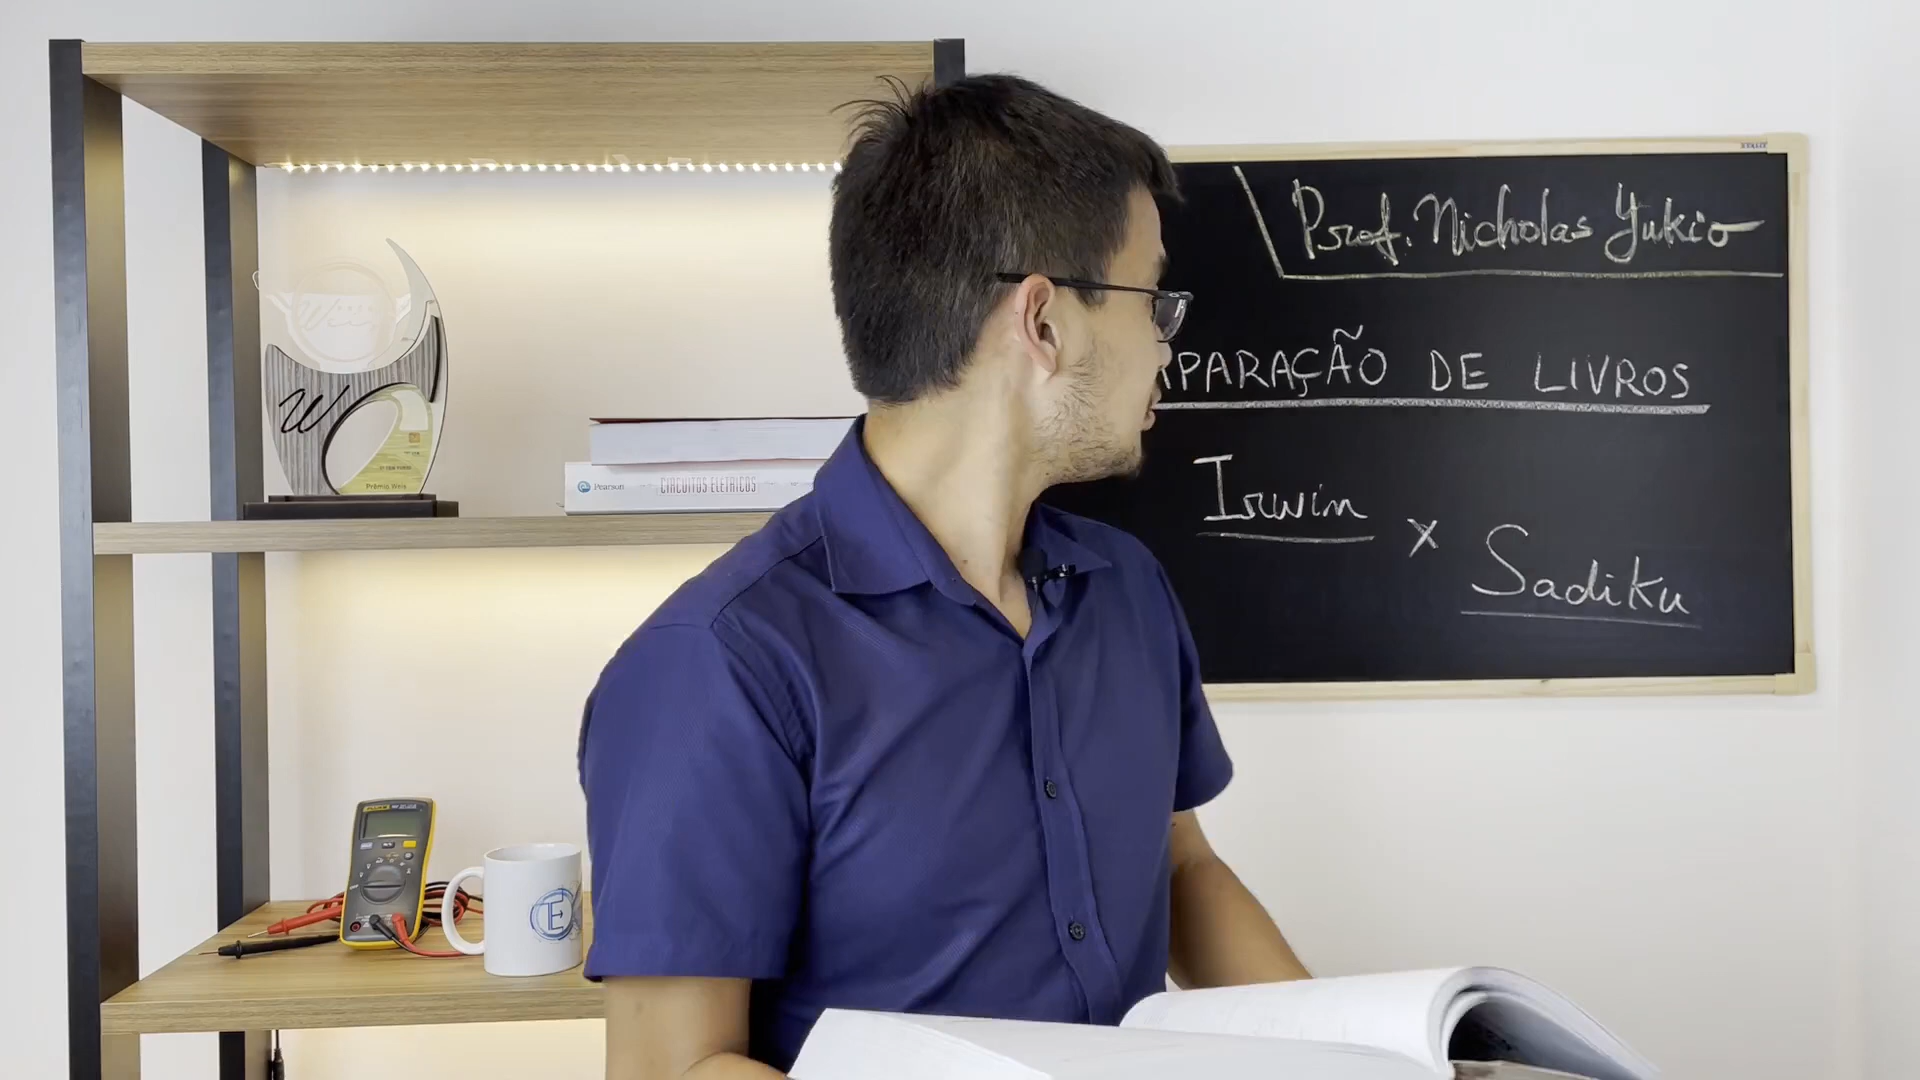 Prof. Nicholas Yukio
PARAÇÃO DE LIVROS
Irwin
x
Sadiku
Pearson
CIRCUITOS ELÉTRICOS
Prêmio Weis